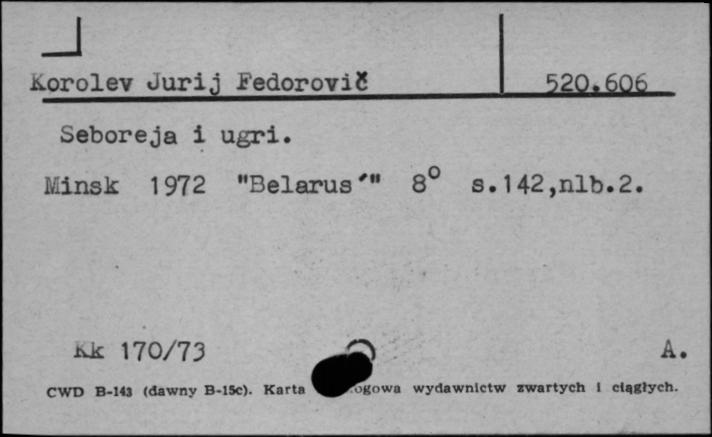 Korolev Jurij Fedorovič 520.606
Seboreja i ugri.
Minsk 1972 "Belarus'" 8° s.142,nlb.2.
Kk 170/73 A.
CWD B-143 (dawny B-15c). Karta ogowa wydawnictw zwartych i ciągłych.